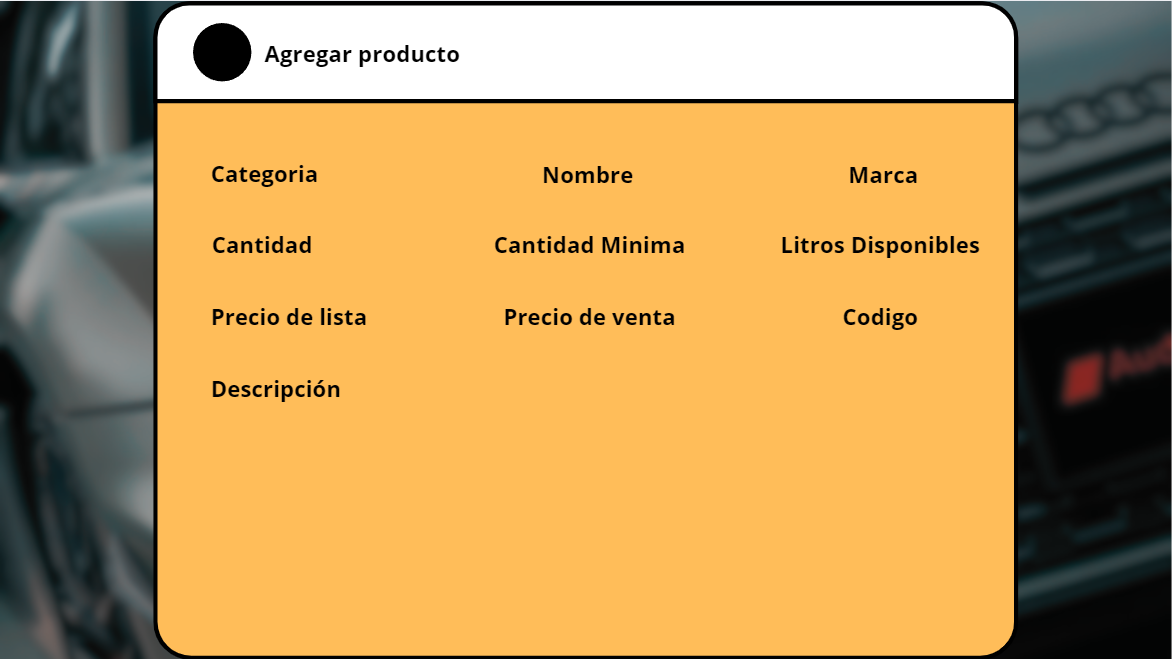 Agregar producto
Categoria Nombre Marca
Cantidad Cantidad Minima Litros Disponibles
Precio de lista Precio de venta Codigo
Descripción